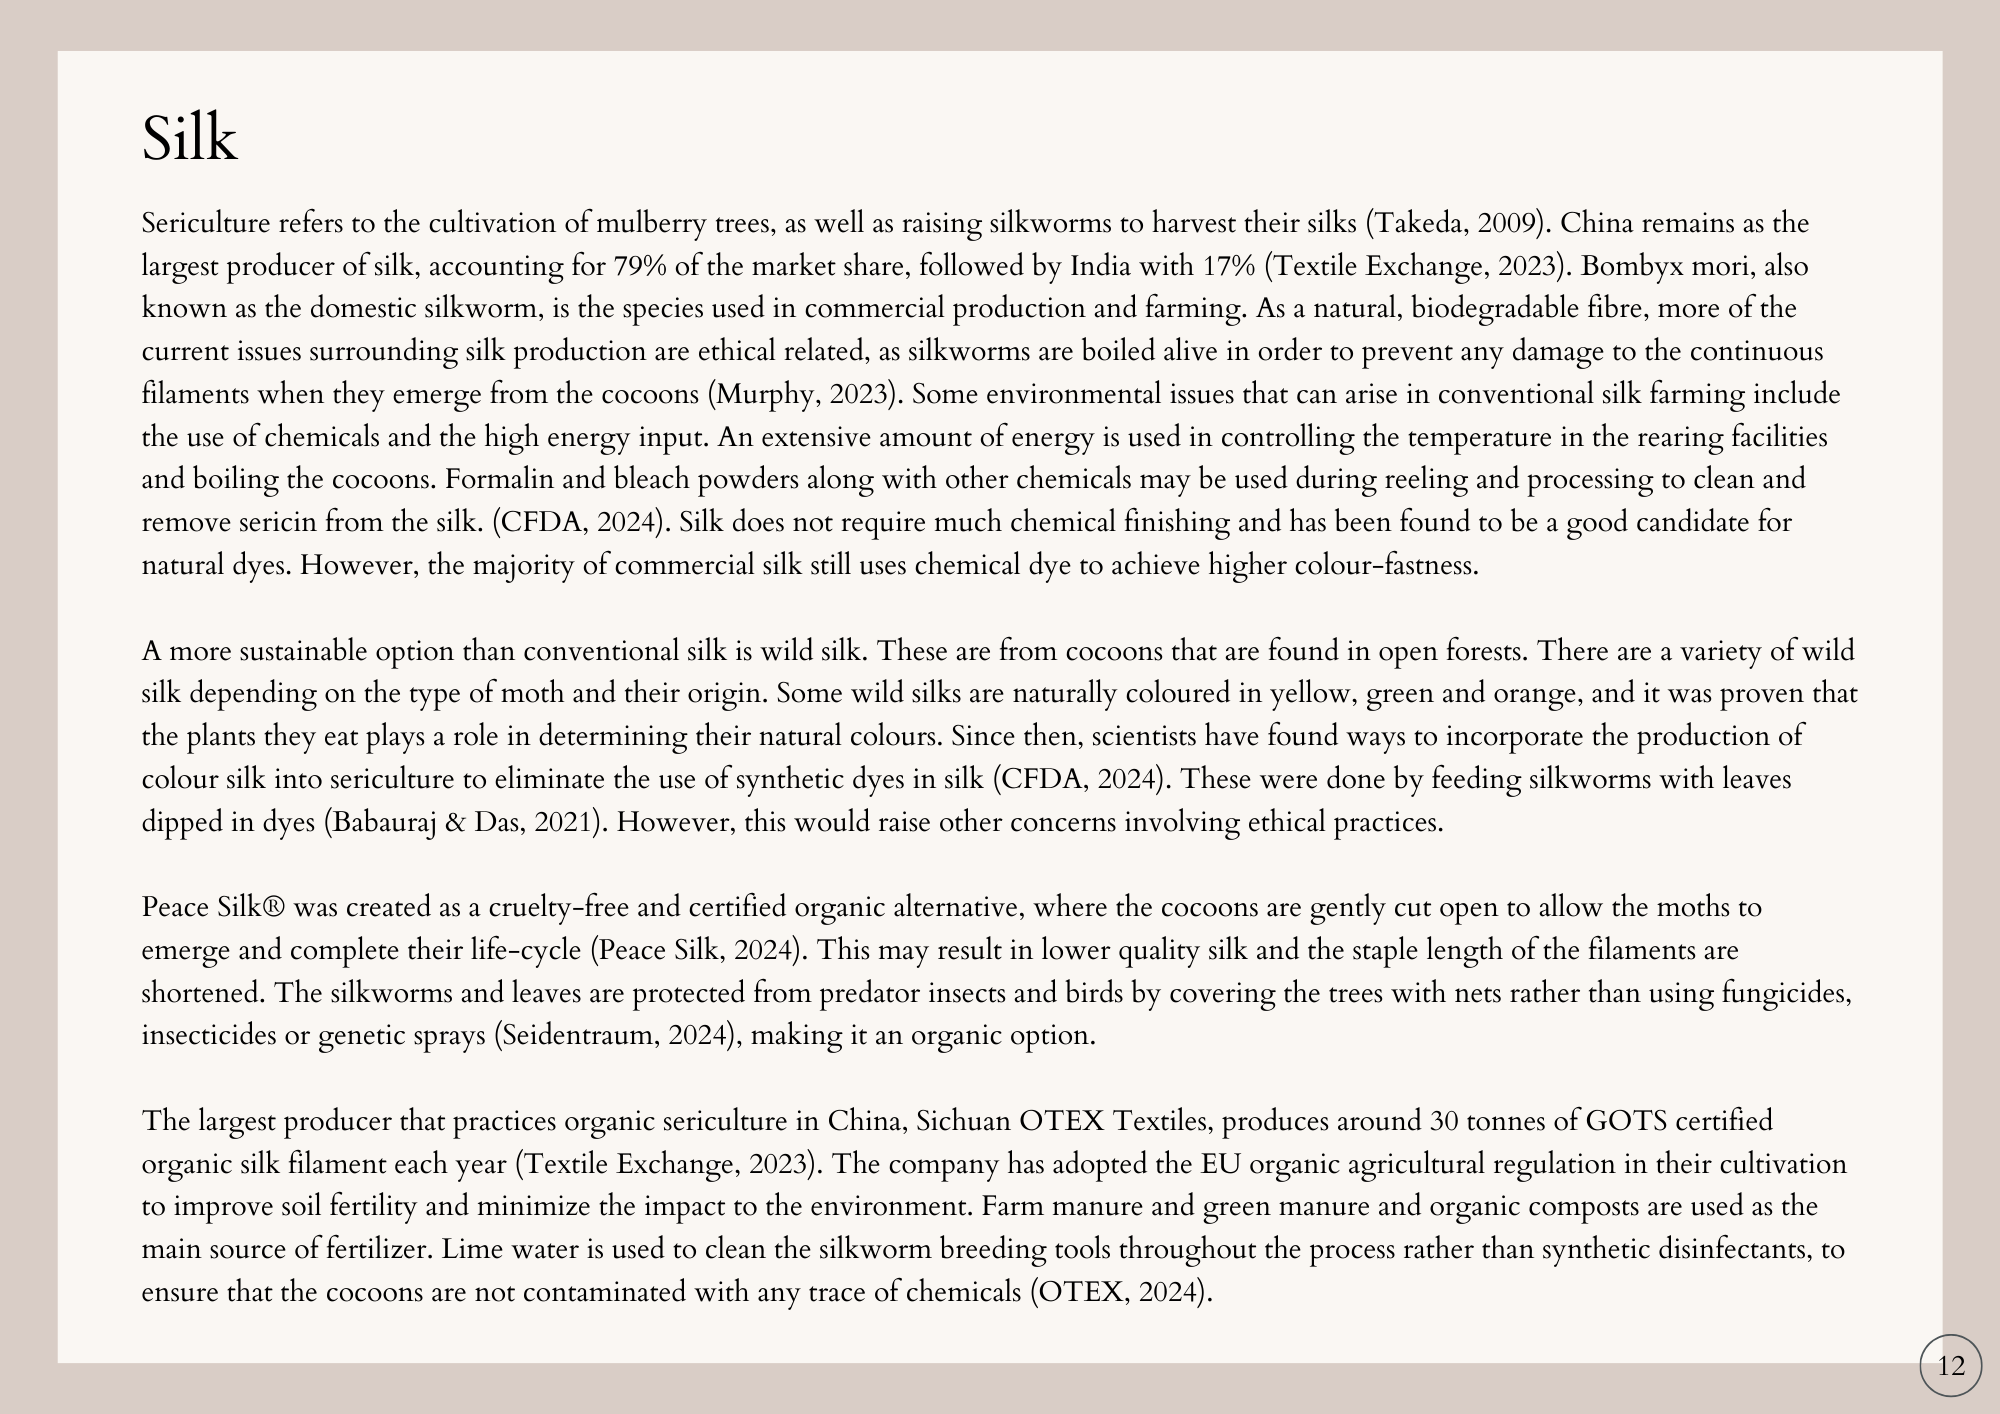 Silk
Sericulture refers to the cultivation of mulberry trees, as well as raising silkworms to harvest their silks (Takeda, 2009). China remains as the
largest producer of silk, accounting for 79% of the market share, followed by India with 17% (Textile Exchange, 2023). Bombyx mori, also
known as the domestic silkworm, is the species used in commercial production and farming. As a natural, biodegradable fibre, more of the
current issues surrounding silk production are ethical related, as silkworms are boiled alive in order to prevent any damage to the continuous
filaments when they emerge from the cocoons (Murphy, 2023). Some environmental issues that can arise in conventional silk farming include
the use of chemicals and the high energy input. An extensive amount of energy is used in controlling the temperature in the rearing facilities
and boiling the cocoons. Formalin and bleach powders along with other chemicals may be used during reeling and processing to clean and
remove sericin from the silk. (CFDA, 2024). Silk does not require much chemical finishing and has been found to be a good candidate for
natural dyes. However, the majority of commercial silk still uses chemical dye to achieve higher colour-fastness.
A more sustainable option than conventional silk is wild silk. These are from cocoons that are found in open forests. There are a variety of wild
silk depending on the type of moth and their origin. Some wild silks are naturally coloured in yellow, green and orange, and it was proven that
the plants they eat plays a role in determining their natural colours. Since then, scientists have found ways to incorporate the production of
colour silk into sericulture to eliminate the use of synthetic dyes in silk (CFDA, 2024). These were done by feeding silkworms with leaves
dipped in dyes (Babauraj & Das, 2021). However, this would raise other concerns involving ethical practices.
Peace Silk® was created as a cruelty-free and certified organic alternative, where the cocoons are gently cut open to allow the moths to
emerge and complete their life-cycle (Peace Silk, 2024). This may result in lower quality silk and the staple length of the filaments are
shortened. The silkworms and leaves are protected from predator insects and birds by covering the trees with nets rather than using fungicides,
insecticides or genetic sprays (Seidentraum, 2024), making it an organic option.
The largest producer that practices organic sericulture in China, Sichuan OTEX Textiles, produces around 30 tonnes of GOTS certified
organic silk filament each year (Textile Exchange, 2023). The company has adopted the EU organic agricultural regulation in their cultivation
to improve soil fertility and minimize the impact to the environment. Farm manure and green manure and organic composts are used as the
main source of fertilizer. Lime water is used to clean the silkworm breeding tools throughout the process rather than synthetic disinfectants, to
ensure that the cocoons are not contaminated with any trace of chemicals (OTEX, 2024).
12